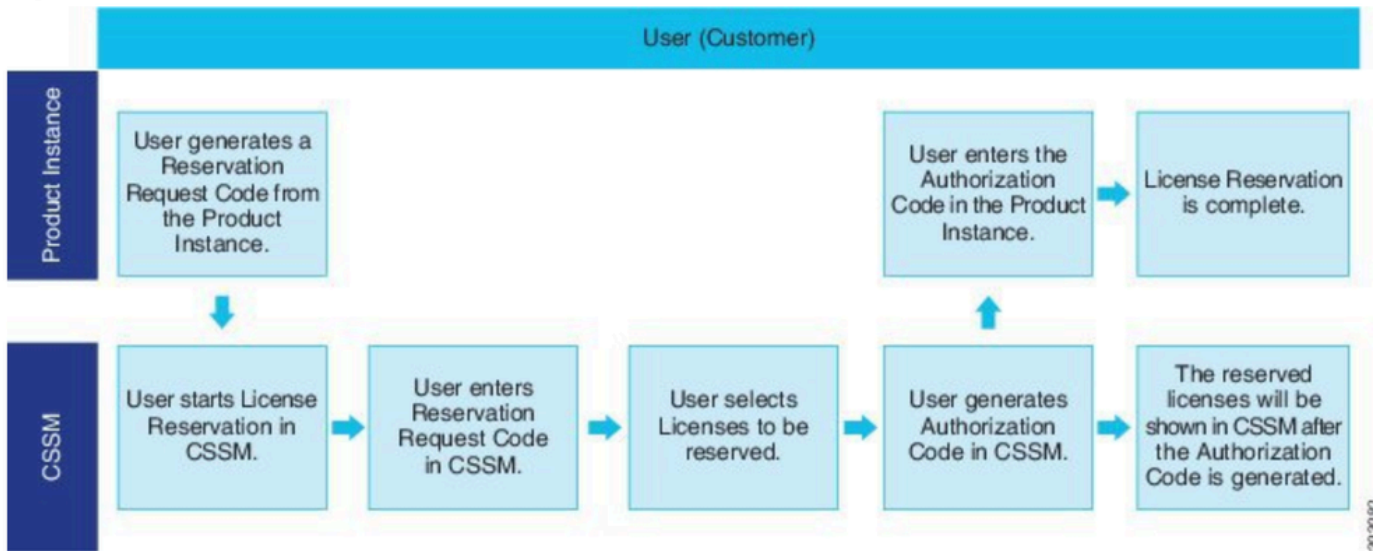 User (Customer)
Product Instance
User generates a
Reservation
Request Code from
the Product
Instance.
User enters the
Authorization
Code in the Product
Instance.
License Reservation
is complete.
CSSM
User starts License
Reservation in
CSSM.
User enters
Reservation
Request Code
in CSSM.
User selects
Licenses to be
reserved.
User generates
Authorization
Code in CSSM.
The reserved
licenses will be
shown in CSSM after
the Authorization
Code is generated.